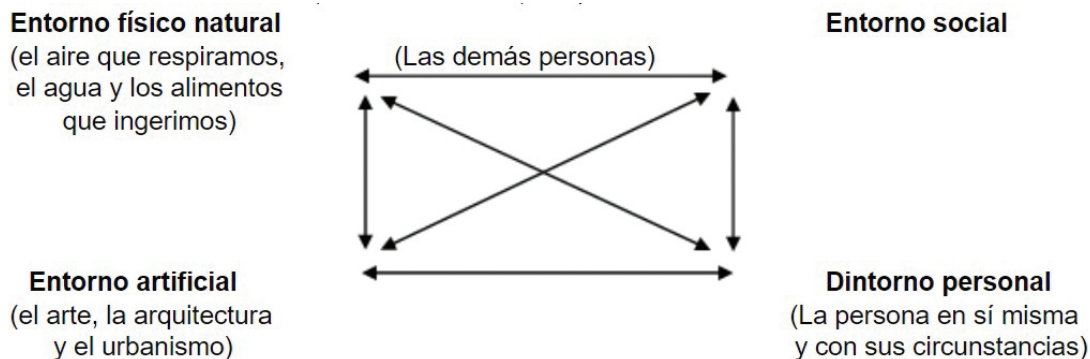 Entorno físico natural
(el aire que respiramos,
el agua y los alimentos
que ingerimos)
Entorno social
(Las demás personas)
Entorno artificial
(el arte, la arquitectura
y el urbanismo)
Dintorno personal
(La persona en sí misma
y con sus circunstancias)